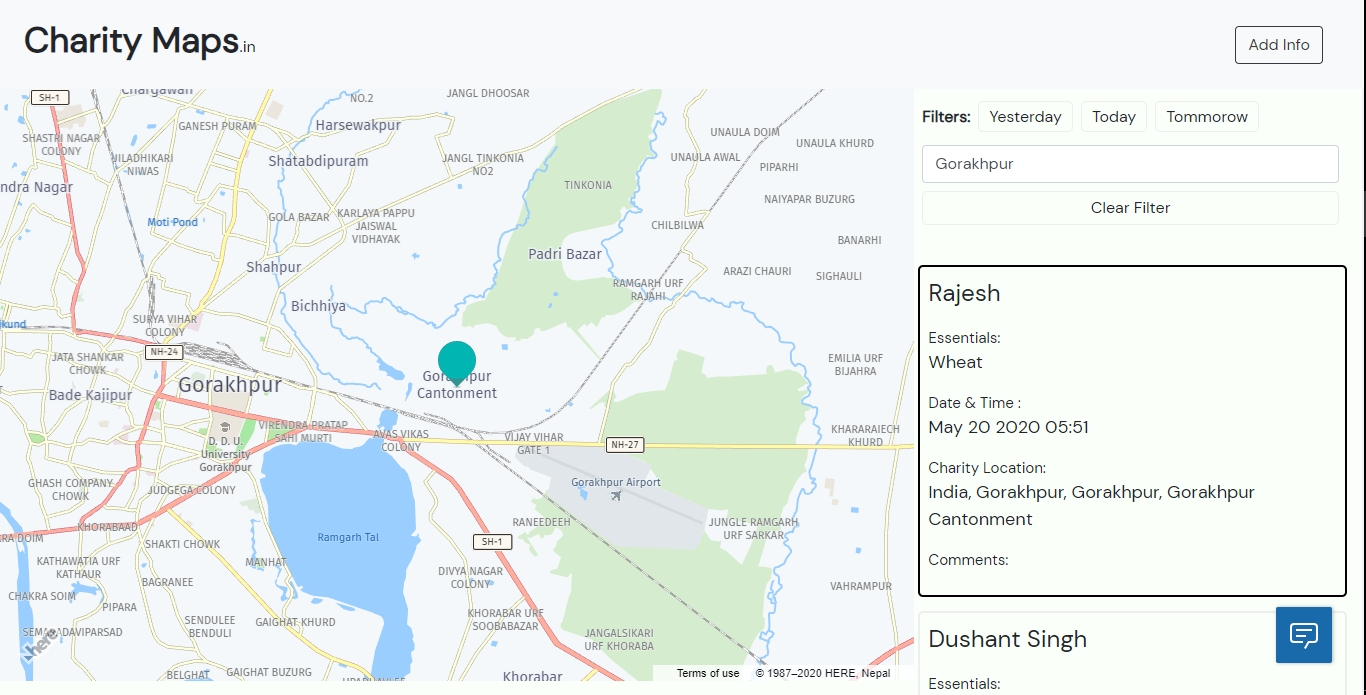 Charity Maps.in
Add Info
Chargawan
SH-1
NO.2
JANGL DHOOSAR
GANESH PURAM
Harsewakpur
SHASTRI NAGAR
COLONY
JILADHIKARI
NIWAS
Shatabdipuram
JANGL TINKONIA
NO2
UNAULA DOIM
UNAULA KHURD
UNAULA AWAL
PIPARHI
ndra Nagar
TINKONIA
NAIYAPAR BUZURG
Moti Pond
GOLA BAZAR
KARLAYA PAPPU
JAISWAL
VIDHAYAK
CHILBILWA
BANARHI
Padri Bazar
Shahpur
ARAZI CHAURI
SIGHAULI
RAMGARH URF
RAJAHI
Bichhiya
kund
SURYA VIHAR
COLONY
NH-24
JATA SHANKAR
CHOWK
EMILIA URF
BIJAHRA
Gorakhpur
Gorakhpur
Cantonment
Bade Kajipur
VIRENDRA PRATAP
SAHI MURTI
AVAS VIKAS
COLONY
VIJAY VIHAR
GATE 1
NH-27
KHARARAIECH
KHURD
D. D. U.
University
Gorakhpur
GHASH COMPANY
CHOWK
JUDGEGA COLONY
Gorakhpur Airport
RANEEDEEH
JUNGLE RAMGARH
URF SARKAR
KHORABAAD
RA DOIM
SHAKTI CHOWK
Ramgarh Tal
SH-1
KATHAWATIA URF
KATHAUR
MANHAT
BAGRANEE
DIVYA NAGAR
COLONY
VAHRAMPUR
CHAKRA SOIM
PIPARA
SENDULEE
BENDULI
GAIGHAT KHURD
KHORABAR URF
SOOBABAZAR
JANGALSIKARI
URF KHORABA
here
BELGHAT
GAIGHAT BUZURG
Khorabar
Terms of use
© 1987–2020 HERE, Nepal
Filters:
Yesterday
Today
Tommorow
Gorakhpur
Clear Filter
Rajesh
Essentials:
Wheat
Date & Time :
May 20 2020 05:51
Charity Location:
India, Gorakhpur, Gorakhpur, Gorakhpur
Cantonment
Comments:
Dushant Singh
Essentials: